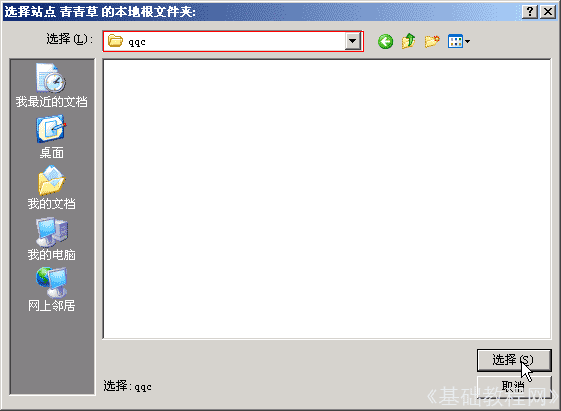 选择站点 青青草 的本地根文件夹:
选择(L):
qqc
我最近的文档
桌面
我的文档
我的电脑
网上邻居
选择(S)
选择:qqc
取消
《基础教程网》